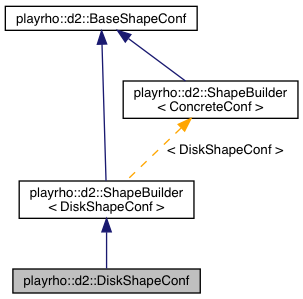 playrho::d2::BaseShapeConf
playrho::d2::ShapeBuilder
< ConcreteConf >
< DiskShapeConf >
playrho::d2::ShapeBuilder
< DiskShapeConf >
playrho::d2::DiskShapeConf